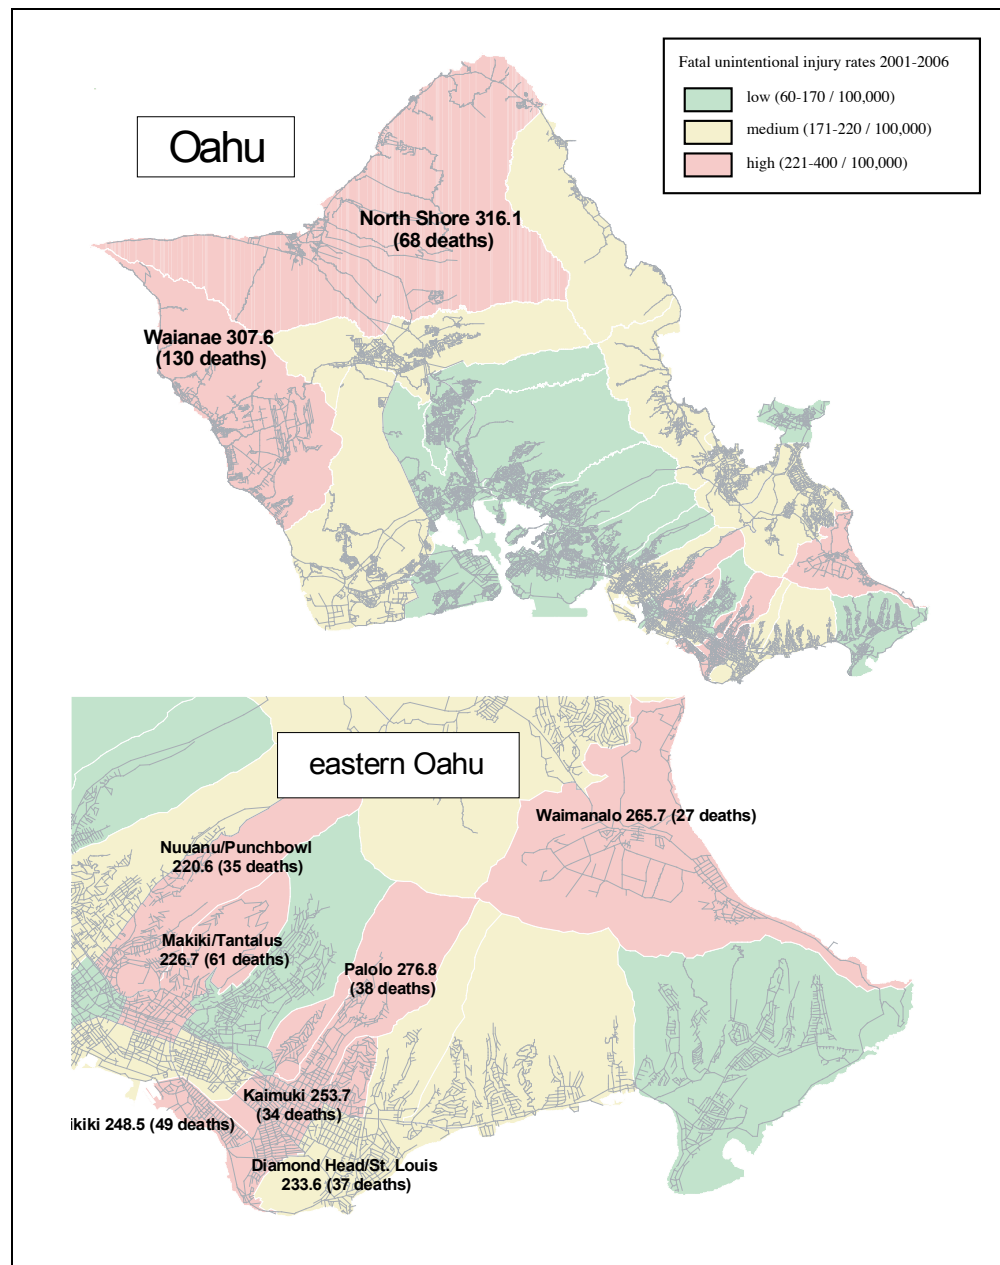 Fatal unintentional injury rates 2001-2006
low (60-170 / 100,000)
medium (171-220 / 100,000)
high (221-400 / 100,000)
Oahu
North Shore 316.1
(68 deaths)
Waianae 307.6
(130 deaths)
eastern Oahu
Waimanalo 265.7 (27 deaths)
Nuuanu/Punchbowl
220.6 (35 deaths)
Makiki/Tantalus
226.7 (61 deaths)
Palolo 276.8
(38 deaths)
Kaimuki 253.7
(34 deaths)
ikiki 248.5 (49 deaths)
Diamond Head/St. Louis
233.6 (37 deaths)